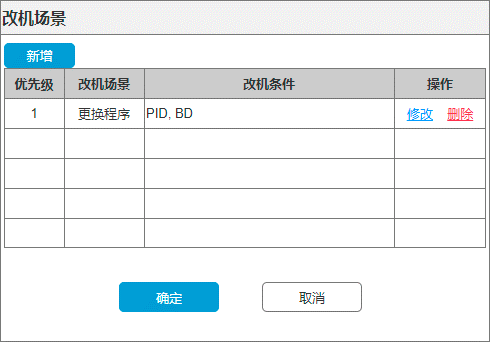 改机场景
新增
优先级 改机场景 改机条件 操作
1 更换程序 PID, BD 修改 删除
确定 取消